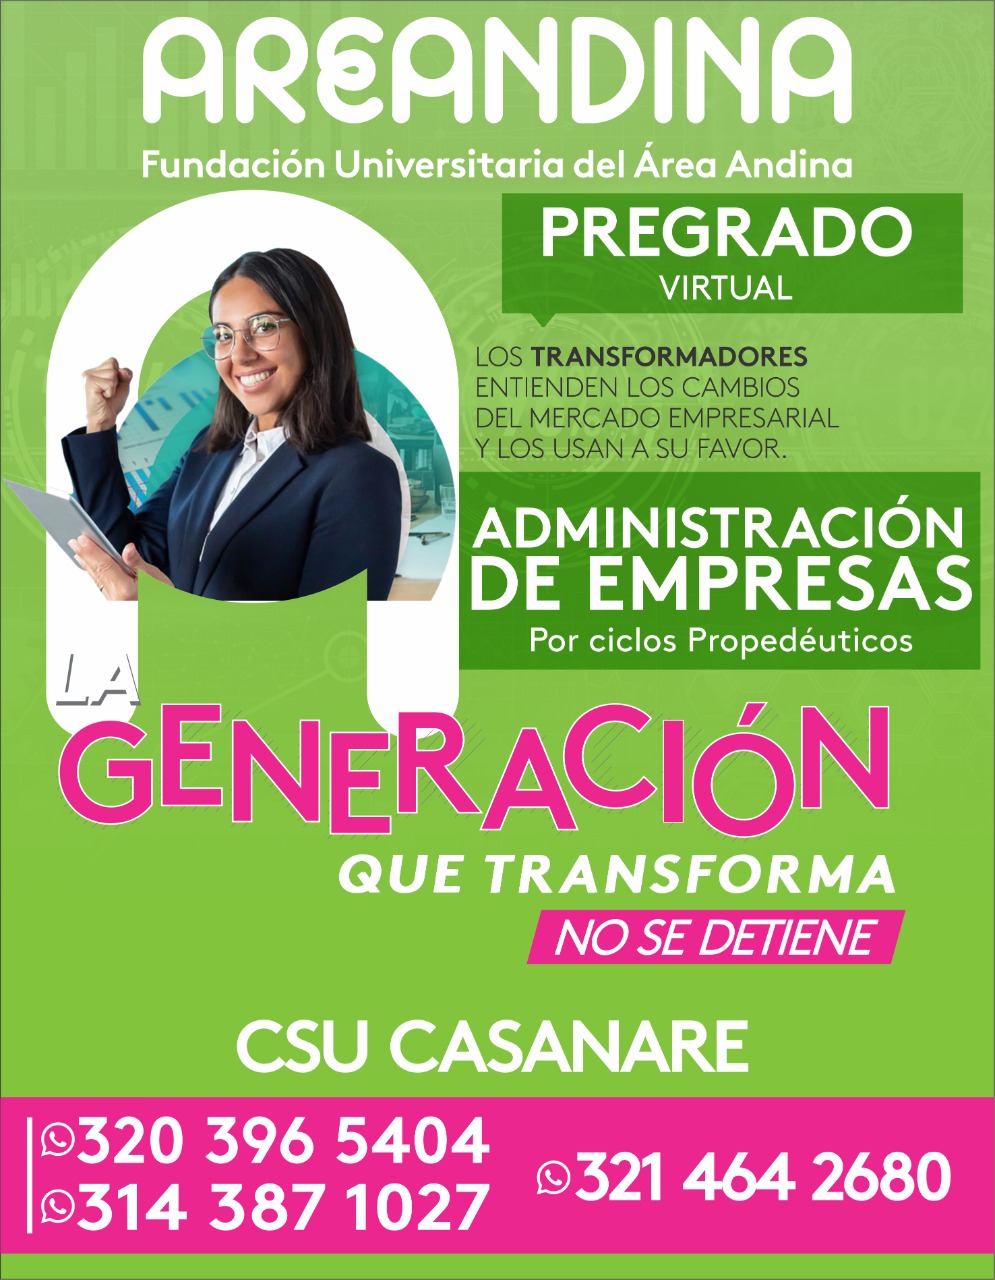 AREANDINA
Fundación Universitaria del Área Andina
PREGRADO
VIRTUAL
LOS TRANSFORMADORES
ENTIENDEN LOS CAMBIOS
DEL MERCADO EMPRESARIAL
Y LOS USAN A SU FAVOR.
ADMINISTRACIÓN
DE EMPRESAS
Por ciclos Propedéuticos
LA
GENERACIÓN
QUE TRANSFORMA
NO SE DETIENE
CSU CASANARE
320 396 5404
314 387 1027
321 464 2680